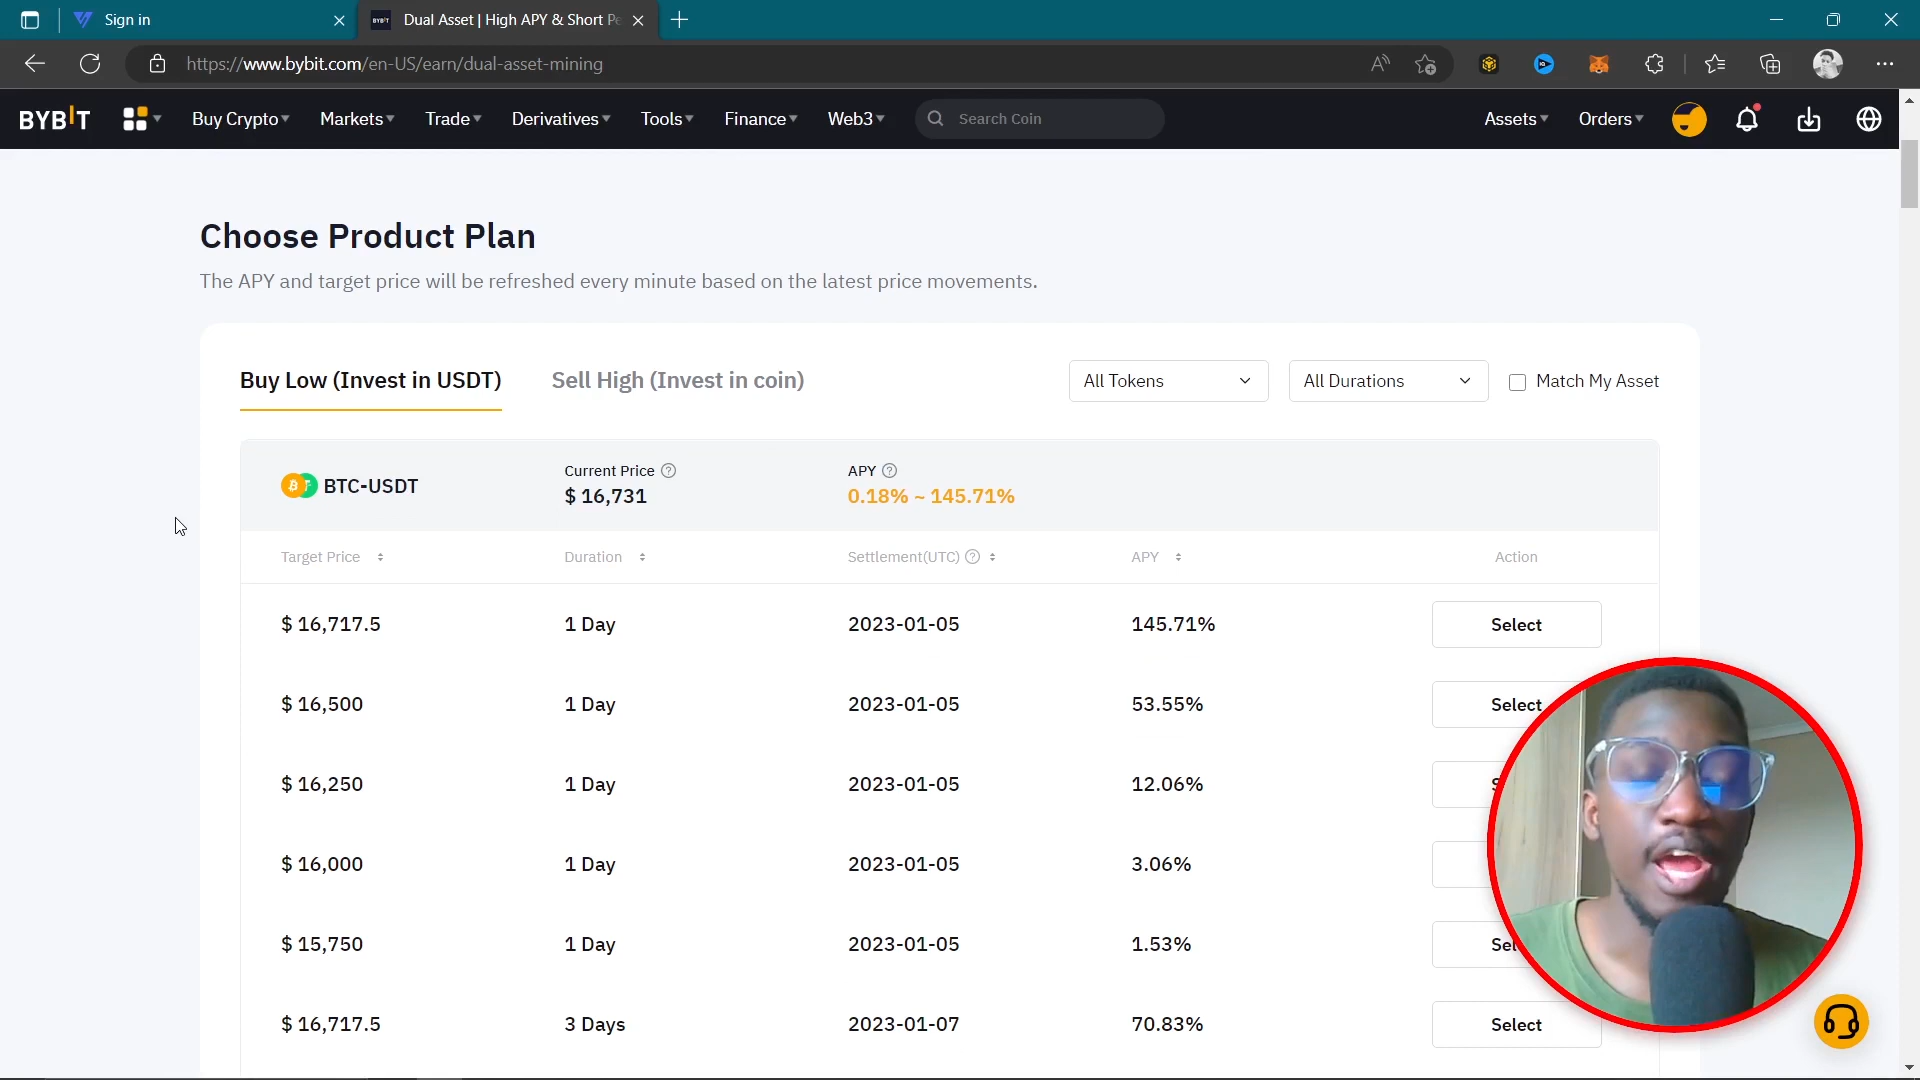 Sign in
Dual Asset | High APY & Short Pe
https://www.bybit.com/en-US/earn/dual-asset-mining
BYBIT
Buy Crypto
Markets
Trade
Derivatives
Tools
Finance
Web3
Search Coin
Assets
Orders
Choose Product Plan
The APY and target price will be refreshed every minute based on the latest price movements.
Buy Low (Invest in USDT)
Sell High (Invest in coin)
All Tokens
All Durations
Match My Asset
BTC-USDT
Current Price
$ 16,731
APY
0.18% ~ 145.71%
Target Price
Duration
Settlement(UTC)
APY
Action
$ 16,717.5 1 Day 2023-01-05 145.71% Select
$ 16,500 1 Day 2023-01-05 53.55% Select
$ 16,250 1 Day 2023-01-05 12.06%
$ 16,000 1 Day 2023-01-05 3.06%
$ 15,750 1 Day 2023-01-05 1.53% Sel
$ 16,717.5 3 Days 2023-01-07 70.83% Select